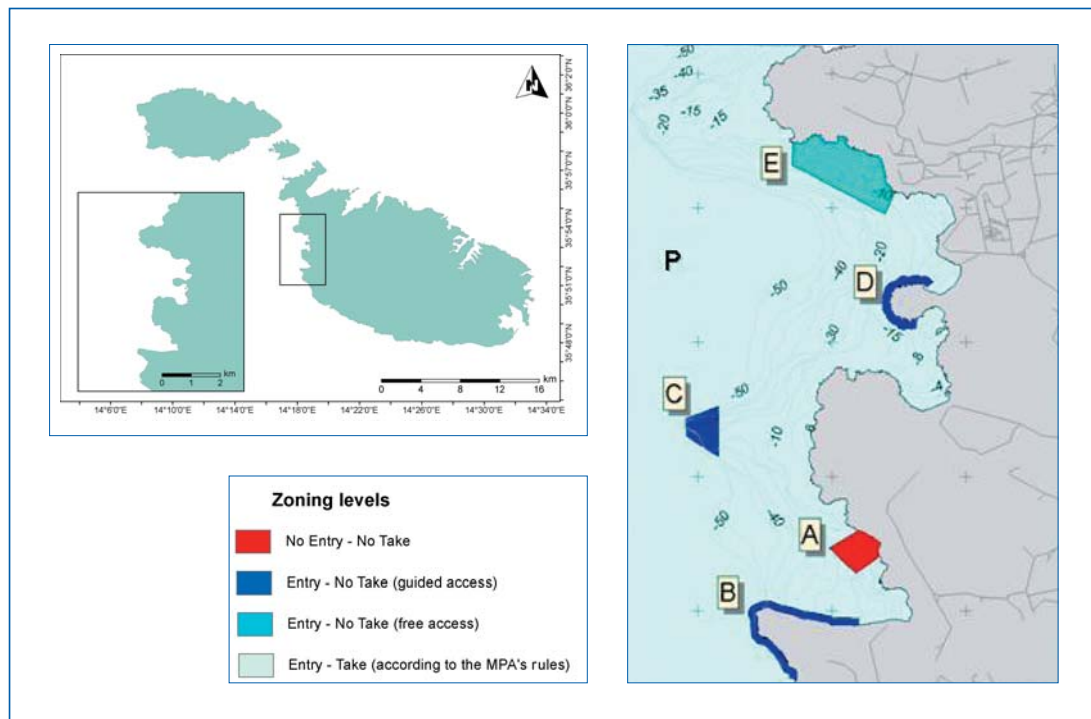 N
36°2'0"N
36°0'0"N
35°57'0"N
35°54'0"N
35°51'0"N
35°48'0"N
km
0 1 2
km
0 4 8 12 16
14°6'0"E 14°10'0"E 14°14'0"E 14°18'0"E 14°22'0"E 14°26'0"E 14°30'0"E 14°34'0"E
Zoning levels
No Entry - No Take
Entry - No Take (guided access)
Entry - No Take (free access)
Entry - Take (according to the MPA's rules)
-50
-40
-35
-15
-15
-20
E
-10
P
-20
-40
D
-50
-30
-15
-8
-4
C
-50
-10
-50
-40
A
B